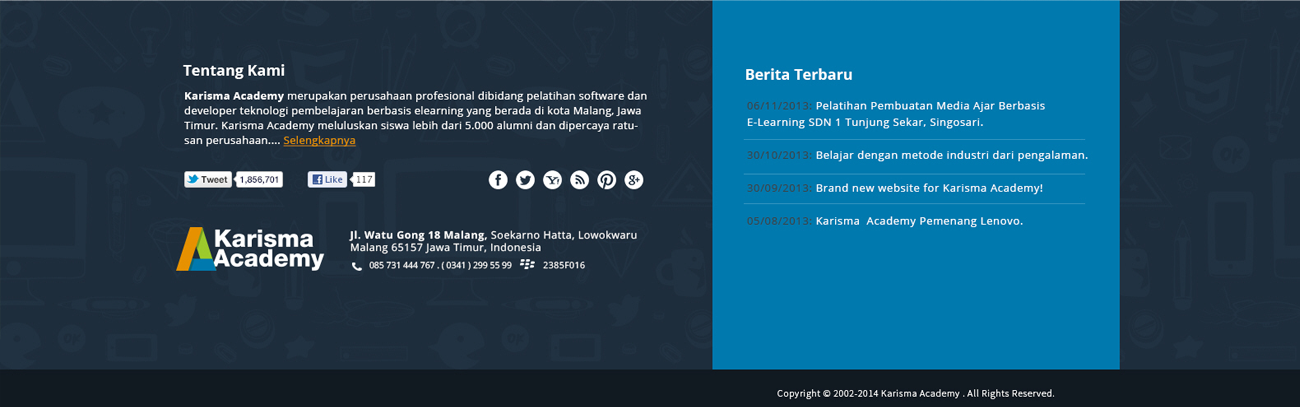 Tentang Kami
Karisma Academy merupakan perusahaan profesional dibidang pelatihan software dan
developer teknologi pembelajaran berbasis elearning yang berada di kota Malang, Jawa
Timur. Karisma Academy meluluskan siswa lebih dari 5.000 alumni dan dipercaya ratu-
san perusahaan.... Selengkapnya
Tweet 1,856,701 Like 117
Karisma
Academy
Jl. Watu Gong 18 Malang, Soekarno Hatta, Lowokwaru
Malang 65157 Jawa Timur, Indonesia
085 731 444 767 . ( 0341 ) 299 55 99 2385F016
Berita Terbaru
06/11/2013: Pelatihan Pembuatan Media Ajar Berbasis
E-Learning SDN 1 Tunjung Sekar, Singosari.
30/10/2013: Belajar dengan metode industri dari pengalaman.
30/09/2013: Brand new website for Karisma Academy!
05/08/2013: Karisma  Academy Pemenang Lenovo.
Copyright © 2002-2014 Karisma Academy . All Rights Reserved.